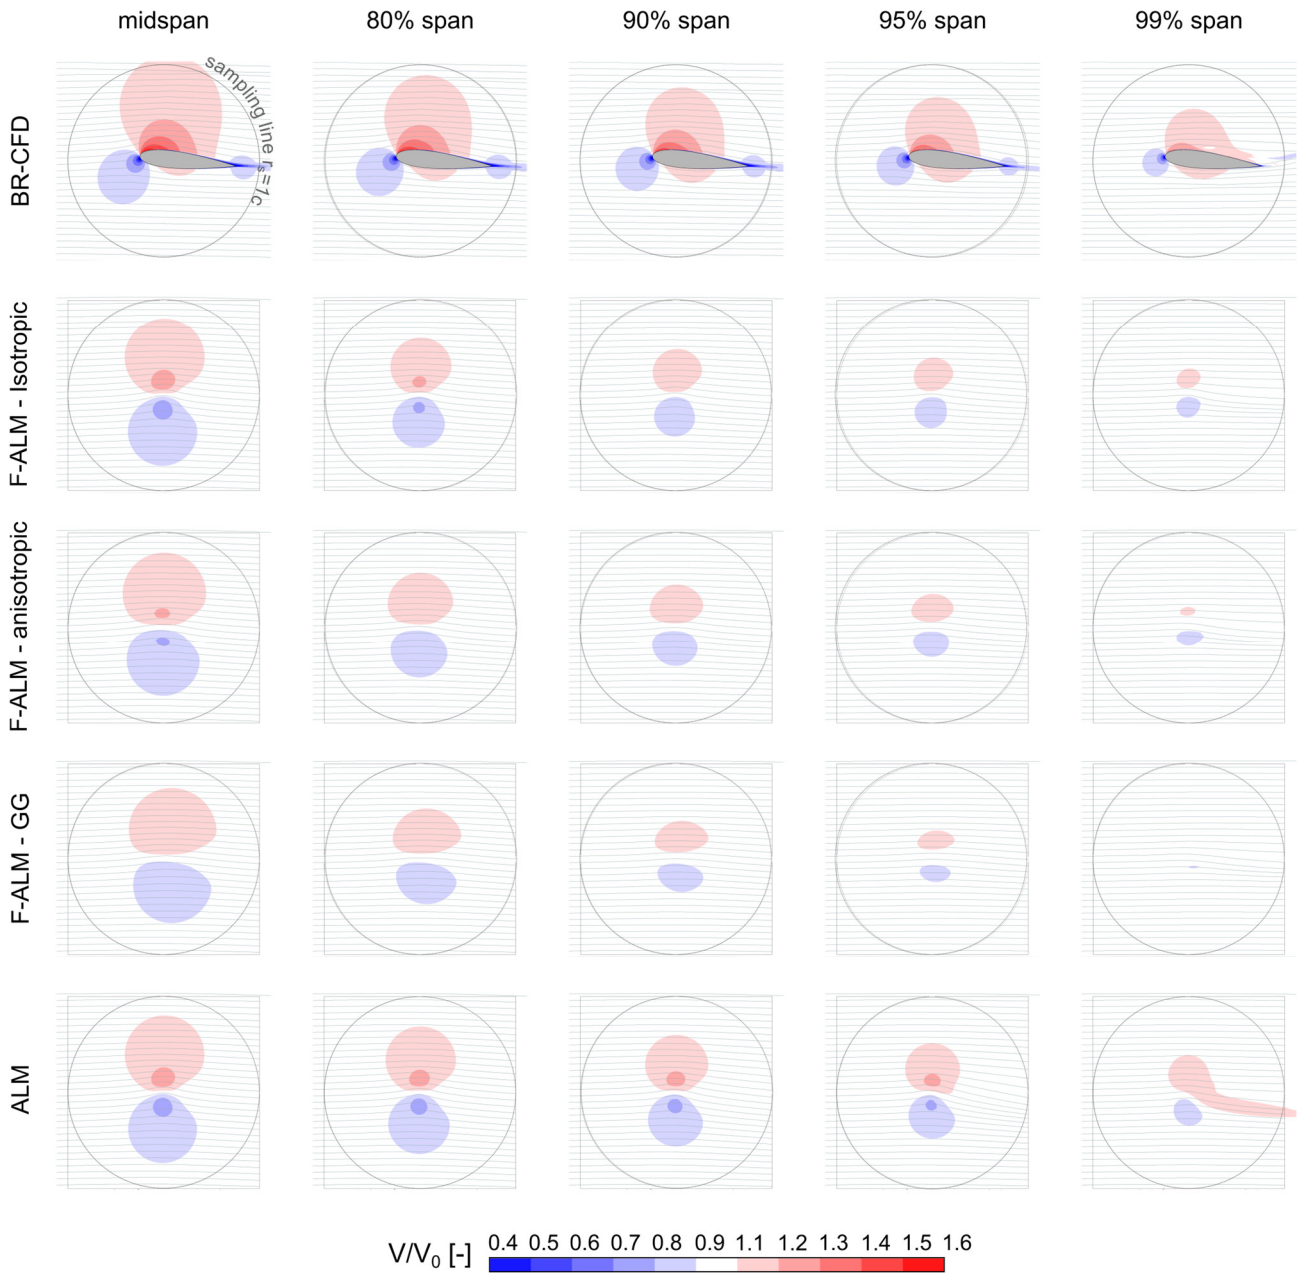 midspan 80% span 90% span 95% span 99% span
BR-CFD
sampling line rₛ=1c
F-ALM - Isotropic
F-ALM - anisotropic
F-ALM - GG
ALM
V/V₀ [-] 0.4 0.5 0.6 0.7 0.8 0.9 1.1 1.2 1.3 1.4 1.5 1.6